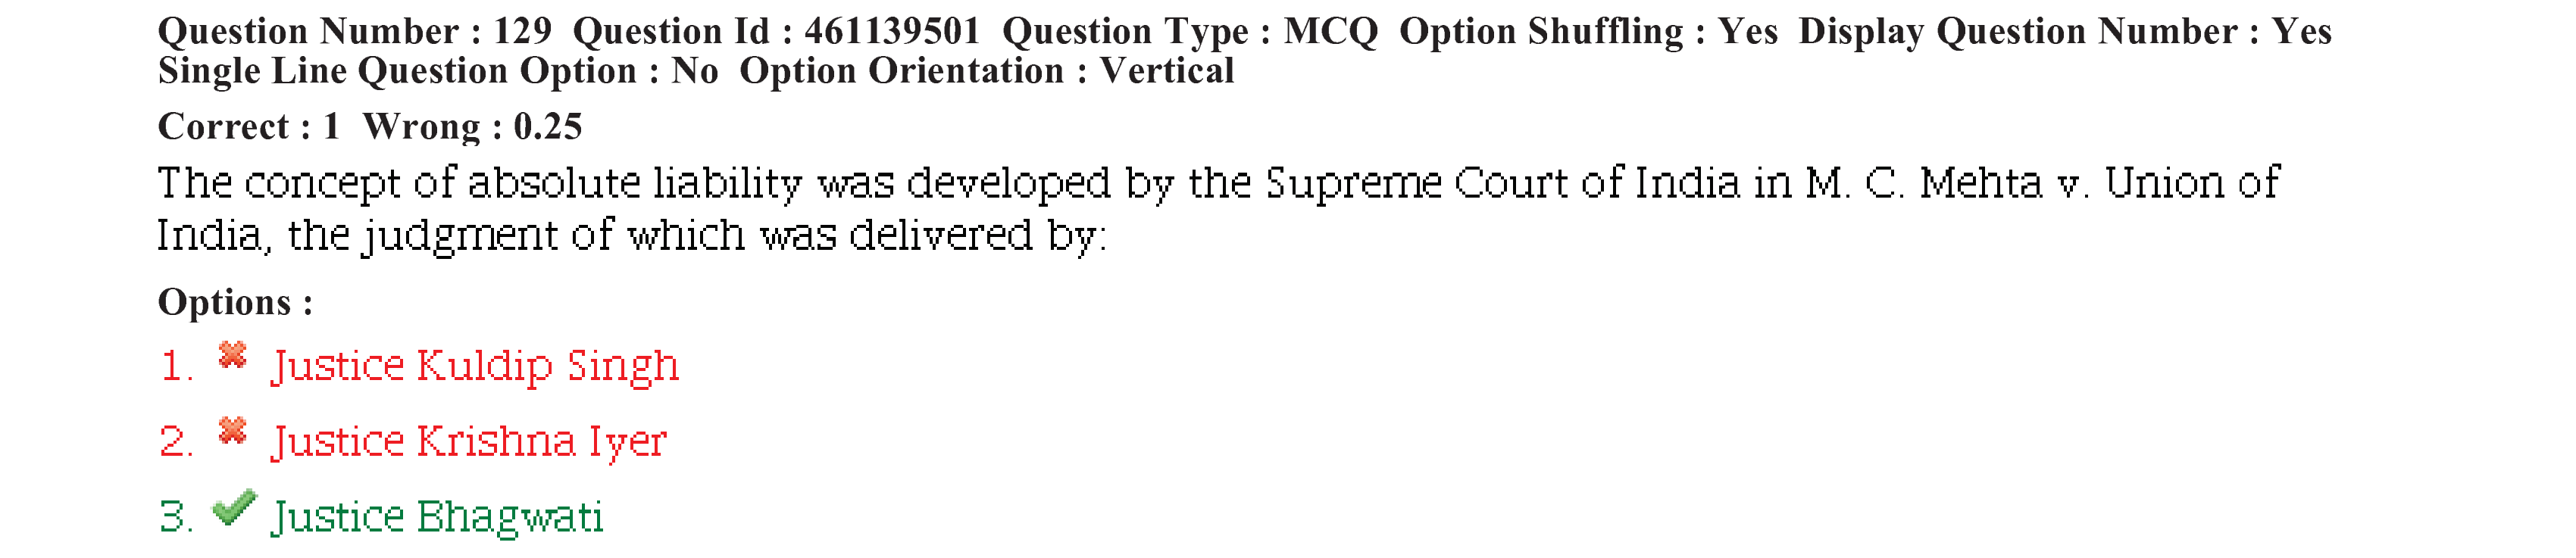 Question Number : 129 Question Id : 461139501 Question Type : MCQ Option Shuffling : Yes Display Question Number : Yes
Single Line Question Option : No Option Orientation : Vertical
Correct : 1 Wrong : 0.25
The concept of absolute liability was developed by the Supreme Court of India in M. C. Mehta v. Union of
India, the judgment of which was delivered by:
Options :
1. Justice Kuldip Singh
2. Justice Krishna Iyer
3. Justice Bhagwati